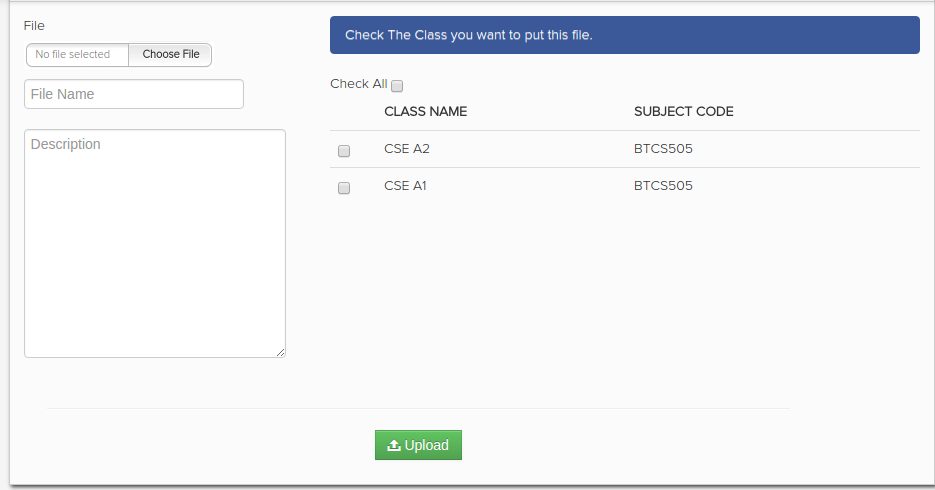 File
No file selected Choose File
File Name
Description
Check The Class you want to put this file.
Check All
CLASS NAME SUBJECT CODE
CSE A2 BTCS505
CSE A1 BTCS505
Upload